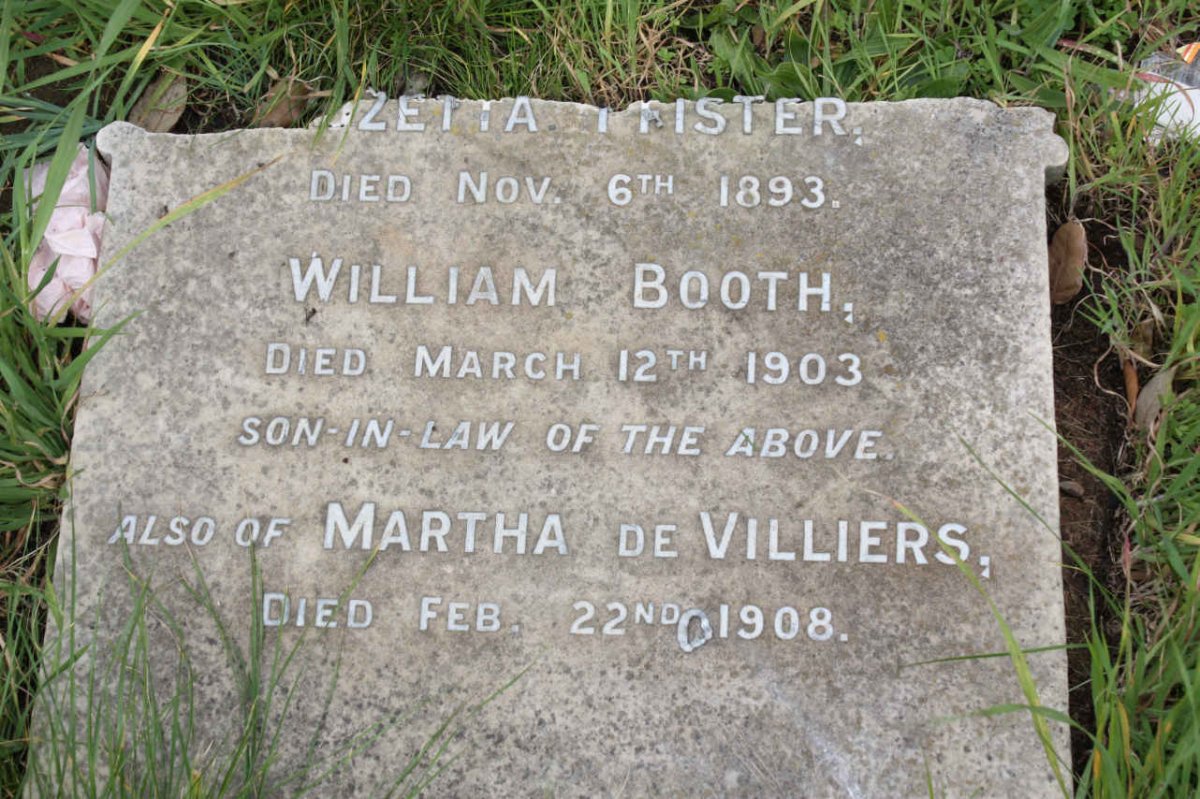 DIED NOV. 6TH 1893.
WILLIAM BOOTH,
DIED MARCH 12TH 1903
SON-IN-LAW OF THE ABOVE.
ALSO OF MARTHA DE VILLIERS,
DIED FEB. 22ND 1908.